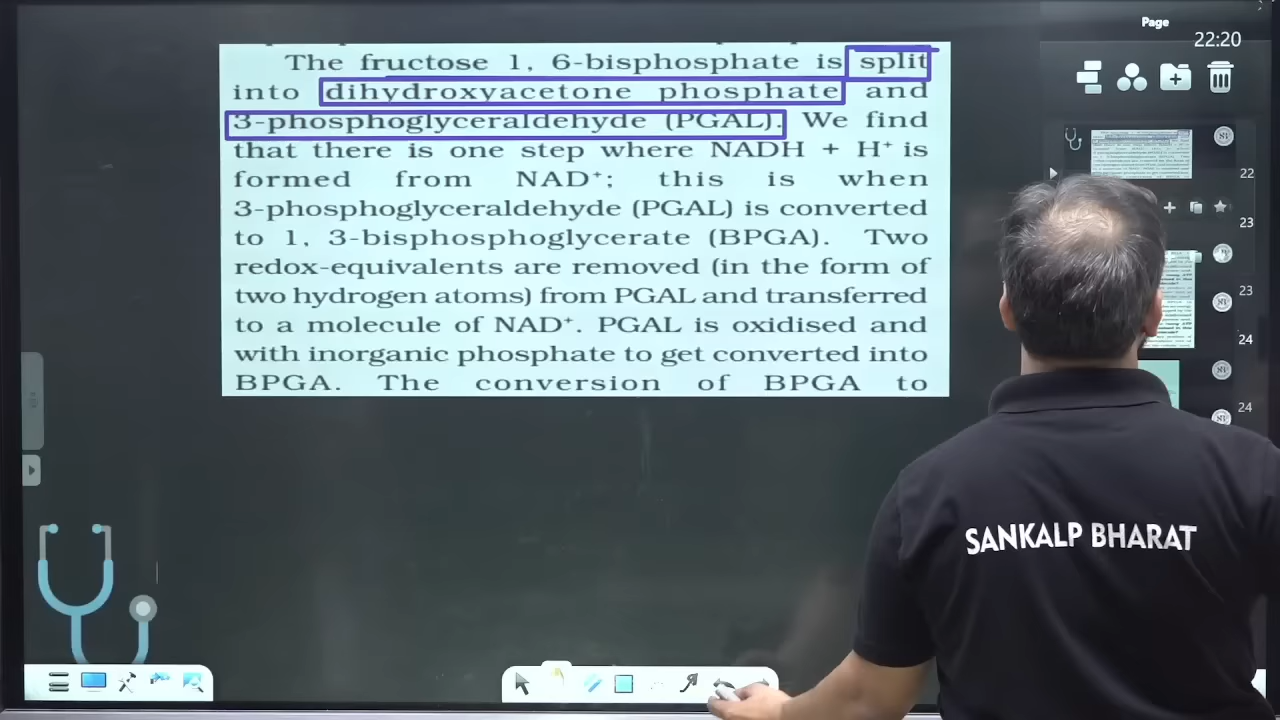 Page
22:20
The fructose 1, 6-bisphosphate is split
into dihydroxyacetone phosphate and
3-phosphoglyceraldehyde (PGAL). We find
that there is one step where NADH + H⁺ is
formed from NAD⁺; this is when
3-phosphoglyceraldehyde (PGAL) is converted
to 1, 3-bisphosphoglycerate (BPGA). Two
redox-equivalents are removed (in the form of
two hydrogen atoms) from PGAL and transferred
to a molecule of NAD⁺. PGAL is oxidised and
with inorganic phosphate to get converted into
BPGA. The conversion of BPGA to
22
23
23
24
24
SANKALP BHARAT